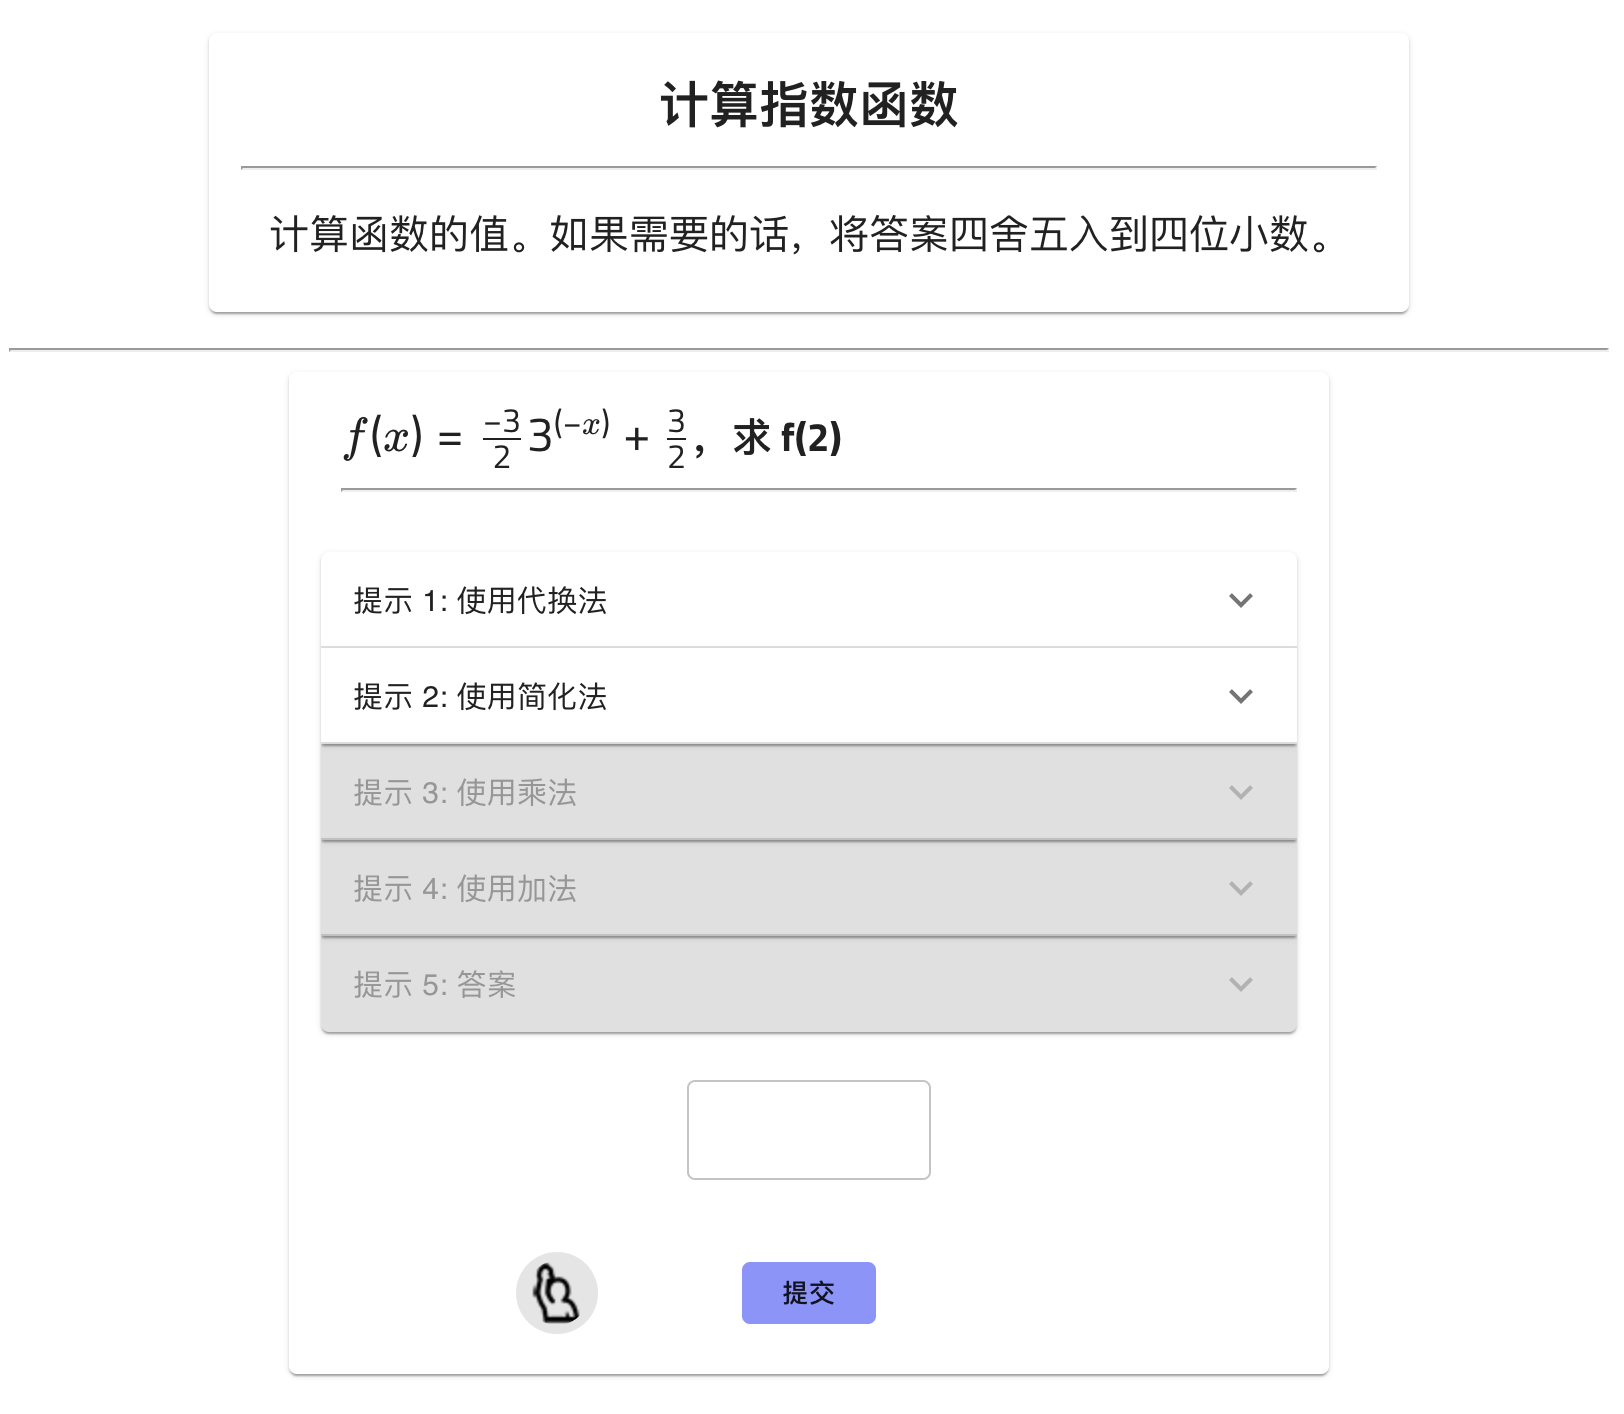 计算指数函数
计算函数的值。如果需要的话，将答案四舍五入到四位小数。
f(x) = \frac{-3}{2} 3^{(-x)} + \frac{3}{2}，求 f(2)
提示 1: 使用代换法
提示 2: 使用简化法
提示 3: 使用乘法
提示 4: 使用加法
提示 5: 答案
提交